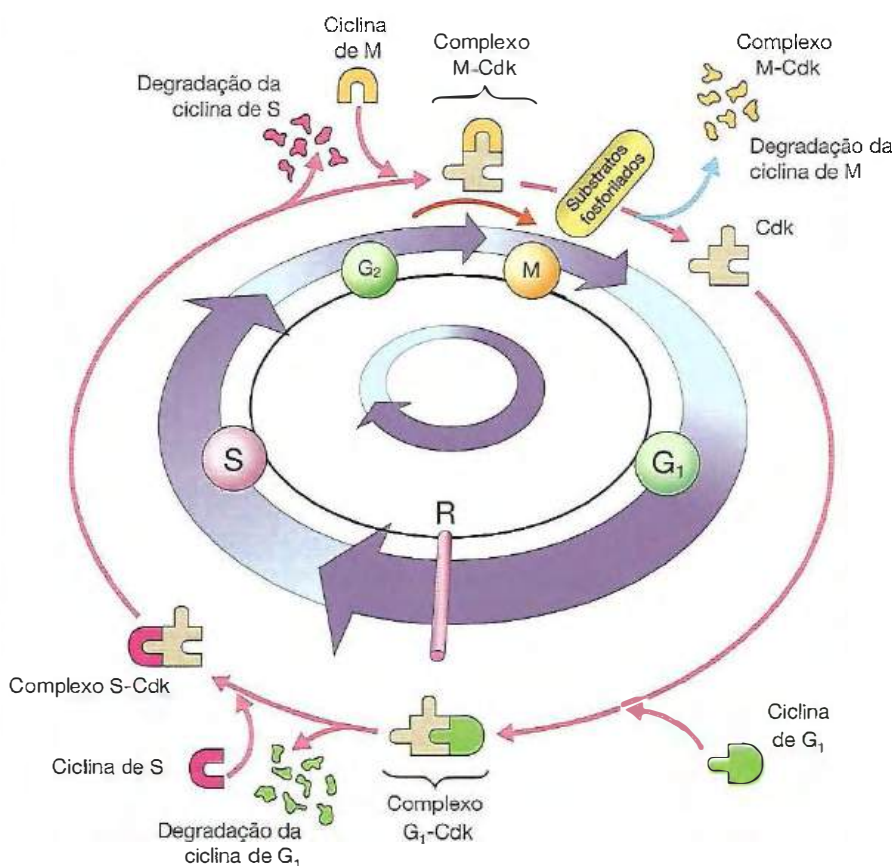 Ciclina
de M
Complexo
M-Cdk
Complexo
M-Cdk
Degradação da
ciclina de S
Degradação da
ciclina de M
Substratos
fosforilados
Cdk
G₂
M
S
G₁
R
Complexo S-Cdk
Ciclina de S
Degradação da
ciclina de G₁
Complexo
G₁-Cdk
Ciclina
de G₁